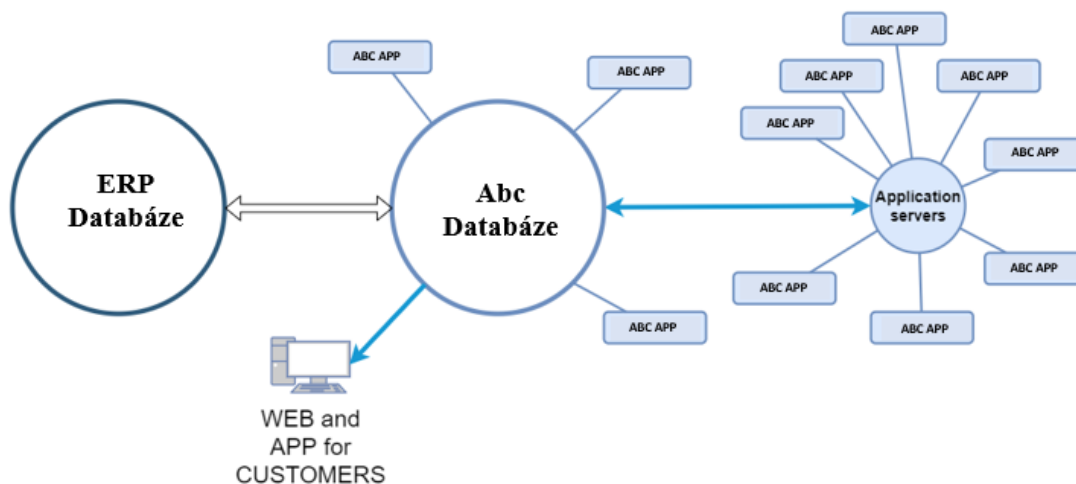 ABC APP
ABC APP
ABC APP
ABC APP
ABC APP
ABC APP
ABC APP
ERP
Databáze
Abc
Databáze
Application
servers
ABC APP
ABC APP
ABC APP
ABC APP
ABC APP
WEB and
APP for
CUSTOMERS